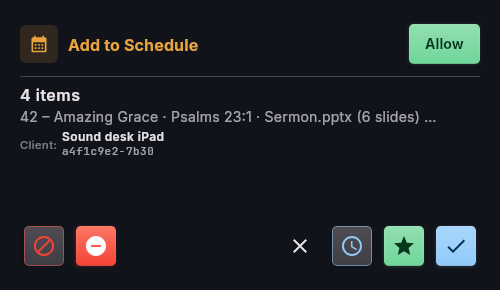 Add to Schedule
Allow
4 items
42 – Amazing Grace · Psalms 23:1 · Sermon.pptx (6 slides) ...
Client: Sound desk iPad
a4f1c9e2-7b30